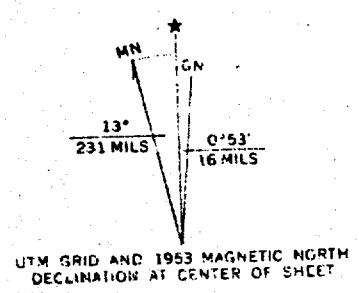 ★
MN
GN
13°
231 MILS
0°53'
16 MILS
UTM GRID AND 1953 MAGNETIC NORTH
DECLINATION AT CENTER OF SHEET